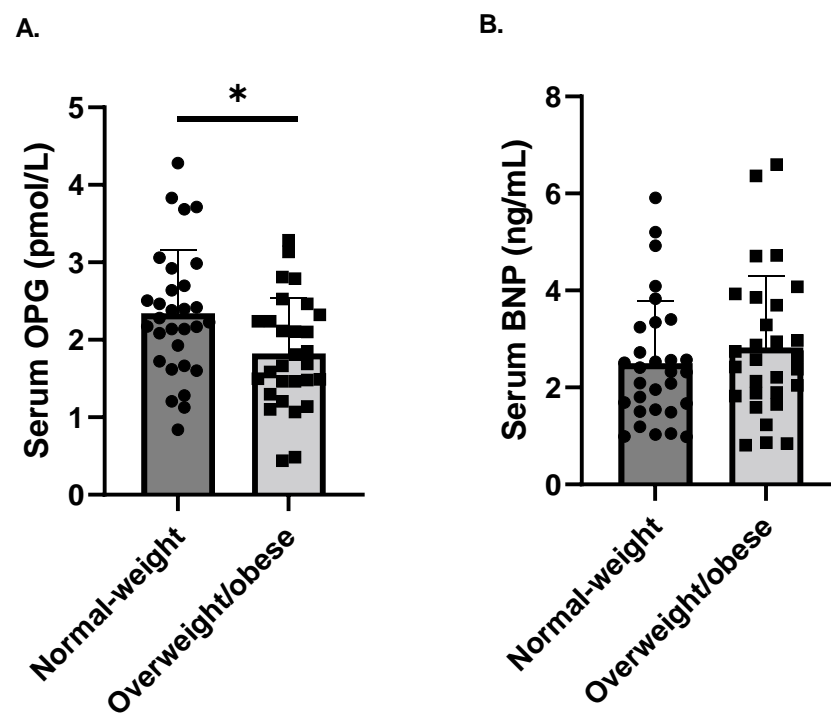 A.
*
Serum OPG (pmol/L)
5
4
3
2
1
0
Normal-weight
Overweight/obese
B.
Serum BNP (ng/mL)
8
6
4
2
0
Normal-weight
Overweight/obese